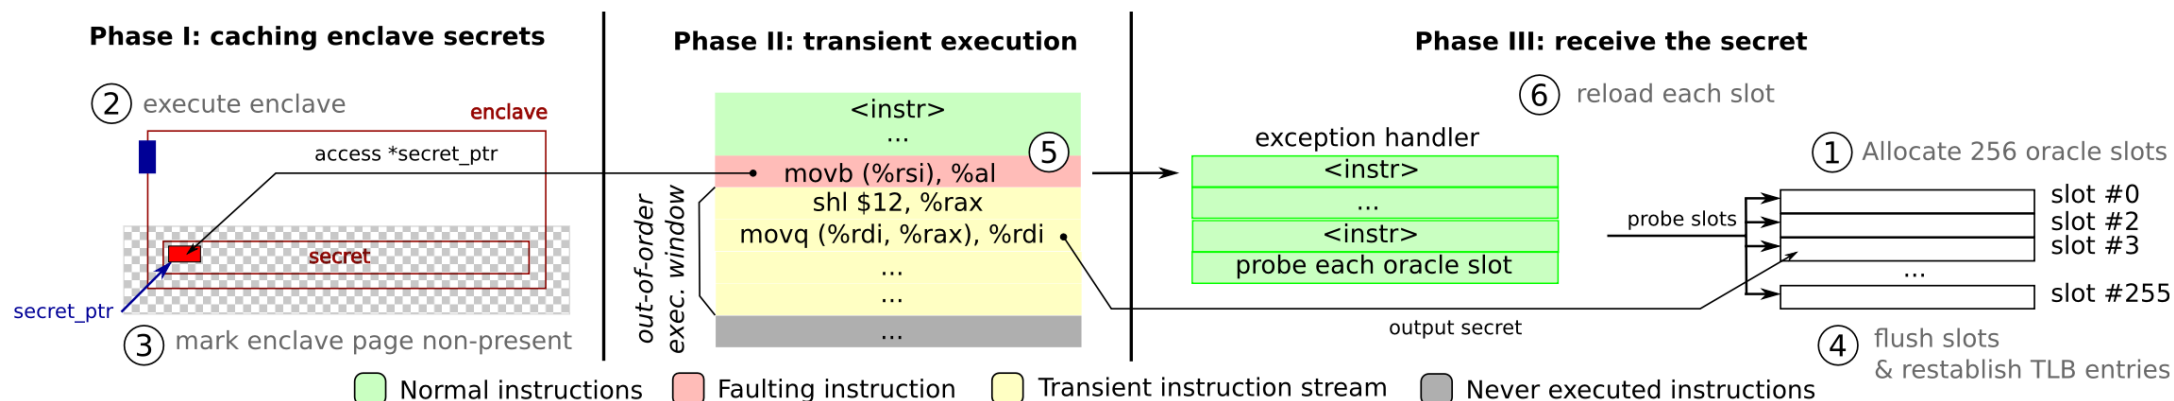 Phase I: caching enclave secrets
2 execute enclave
enclave
access *secret_ptr
secret
secret_ptr
3 mark enclave page non-present
Phase II: transient execution
<instr>
...
5
movb (%rsi), %al
shl $12, %rax
movq (%rdi, %rax), %rdi
...
...
...
out-of-order
exec. window
Phase III: receive the secret
6 reload each slot
exception handler
<instr>
...
<instr>
probe each oracle slot
1 Allocate 256 oracle slots
probe slots
slot #0
slot #2
slot #3
...
slot #255
output secret
4 flush slots
& restablish TLB entries
Normal instructions
Faulting instruction
Transient instruction stream
Never executed instructions